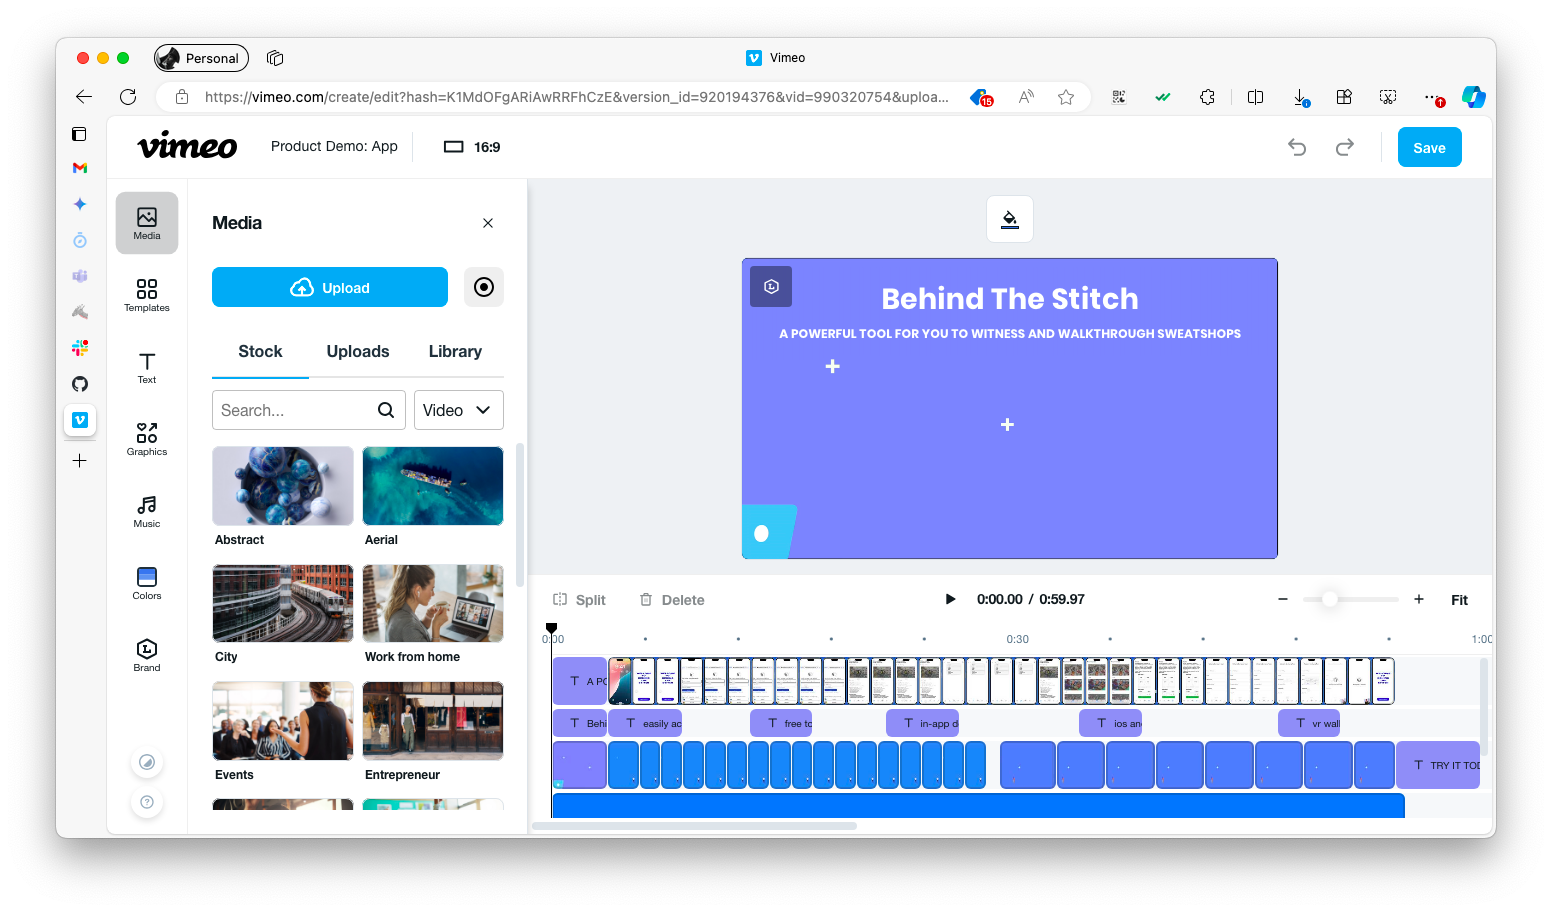 Personal
Vimeo
https://vimeo.com/create/edit?hash=K1MdOFgARiAwRRFhCzE&version_id=920194376&vid=990320754&uploa...
15
vimeo
Product Demo: App
16:9
Save
Media
Templates
Text
Graphics
Music
Colors
Brand
Media
Upload
Stock
Uploads
Library
Search...
Video
Abstract
Aerial
City
Work from home
Events
Entrepreneur
Behind The Stitch
A POWERFUL TOOL FOR YOU TO WITNESS AND WALKTHROUGH SWEATSHOPS
Split
Delete
0:00.00 / 0:59.97
Fit
0:00
0:30
1:00
A PO
Behi
easily ac
free to
in-app d
ios an
vr wal
TRY IT TOD